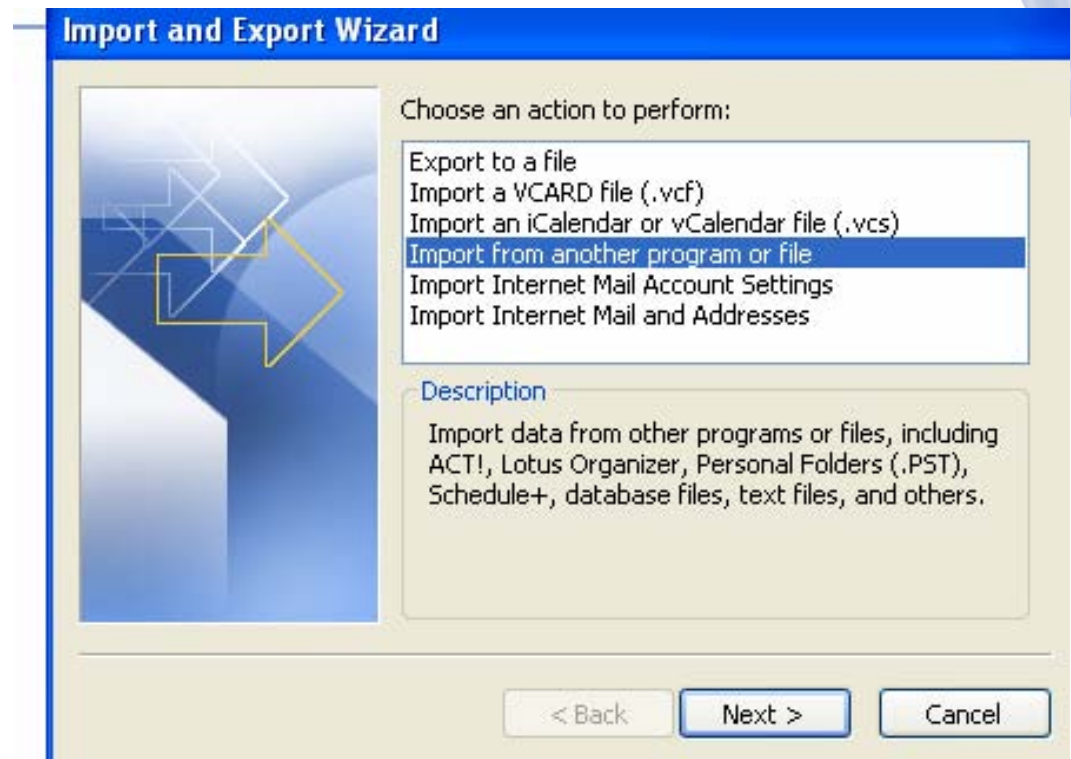 Import and Export Wizard
Choose an action to perform:
Export to a file
Import a VCARD file (.vcf)
Import an iCalendar or vCalendar file (.vcs)
Import from another program or file
Import Internet Mail Account Settings
Import Internet Mail and Addresses
Description
Import data from other programs or files, including
ACT!, Lotus Organizer, Personal Folders (.PST),
Schedule+, database files, text files, and others.
< Back Next > Cancel